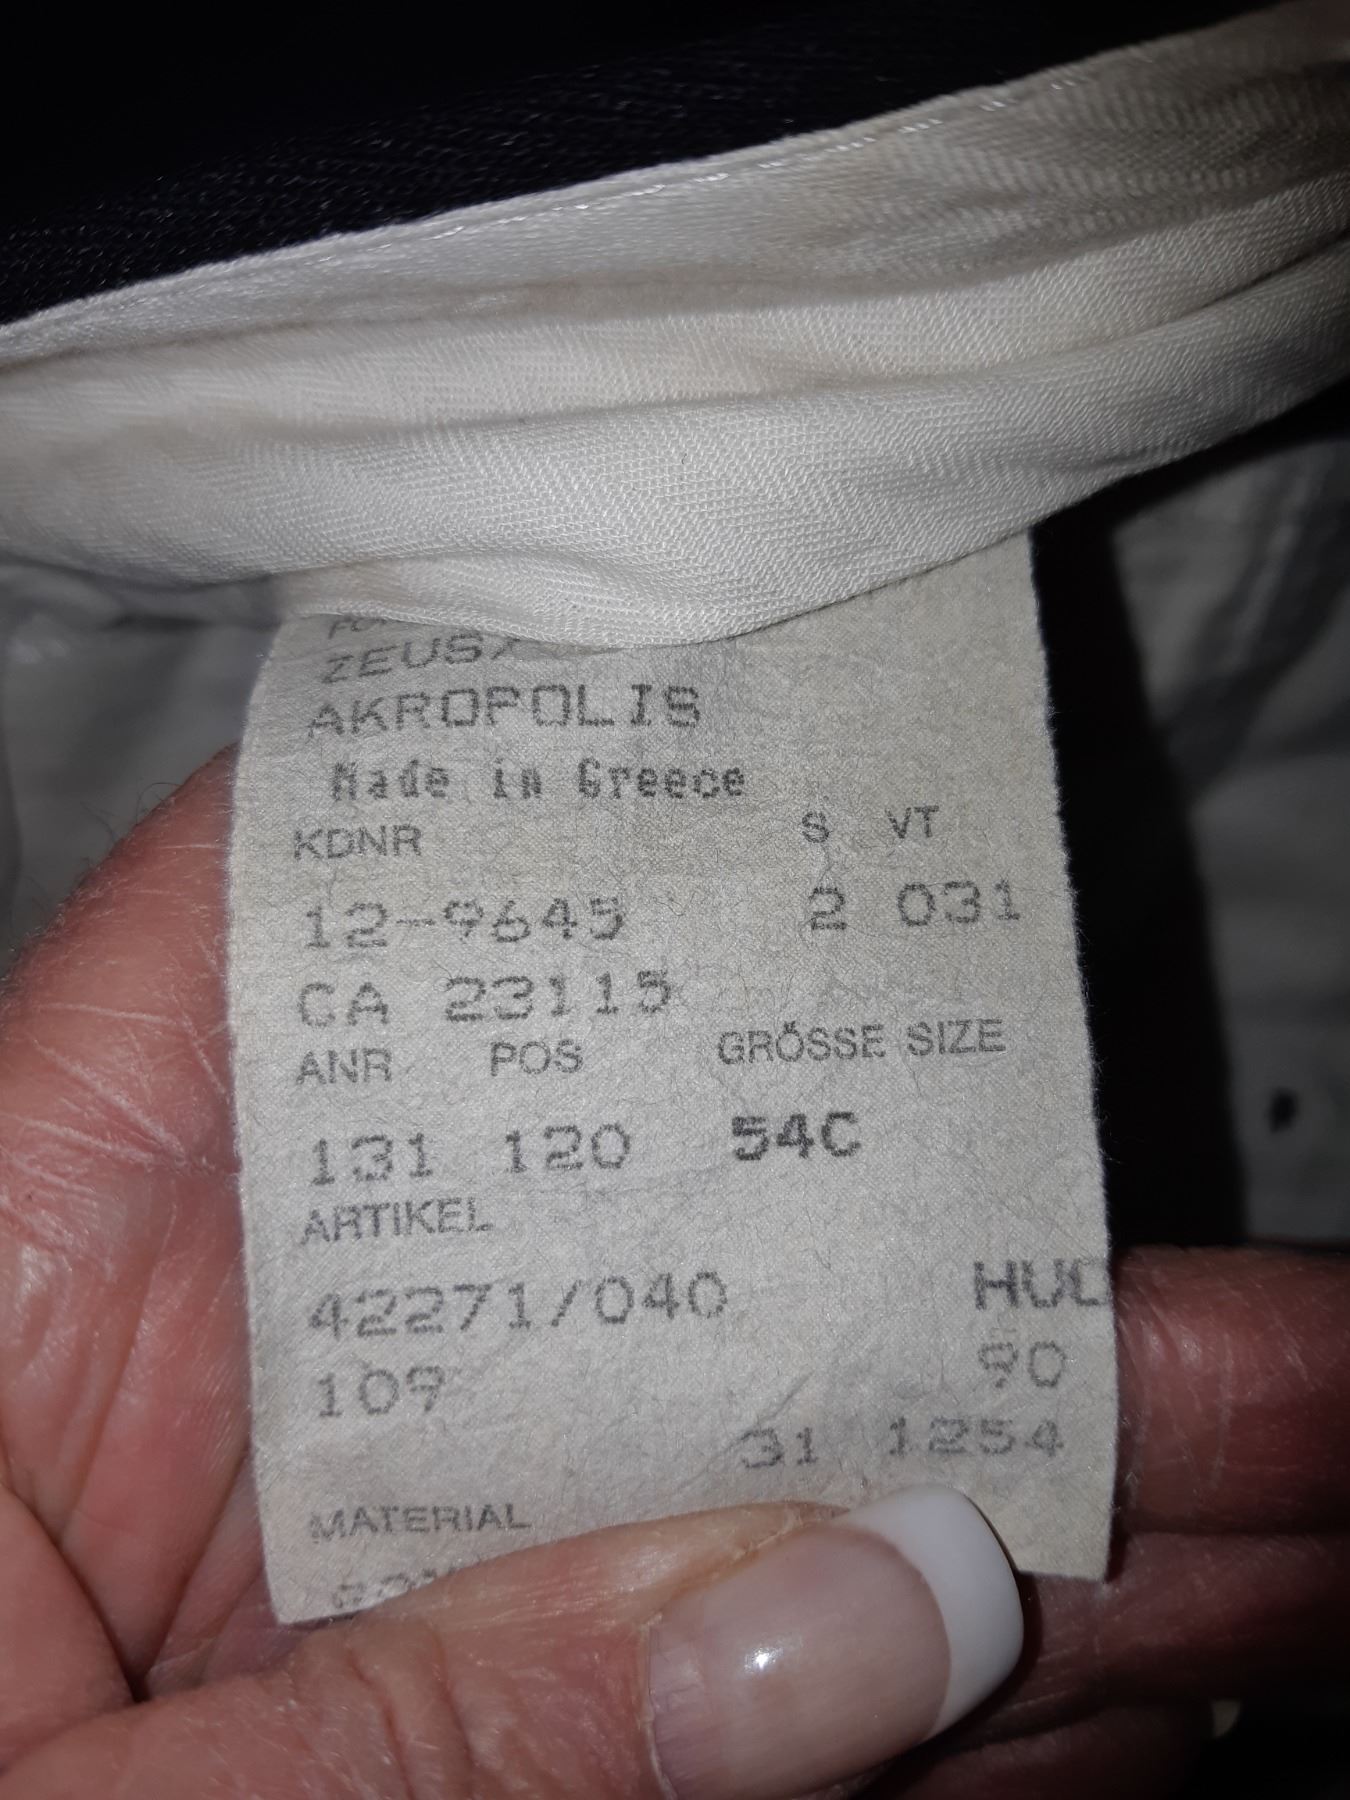 ZEUS/
AKROPOLIS
Made in Greece
KDNR S VT
12-9645 2 031
CA 23115
ANR POS GRÖSSE SIZE
131 120 54C
ARTIKEL
42271/040
109 90
31 1254
MATERIAL